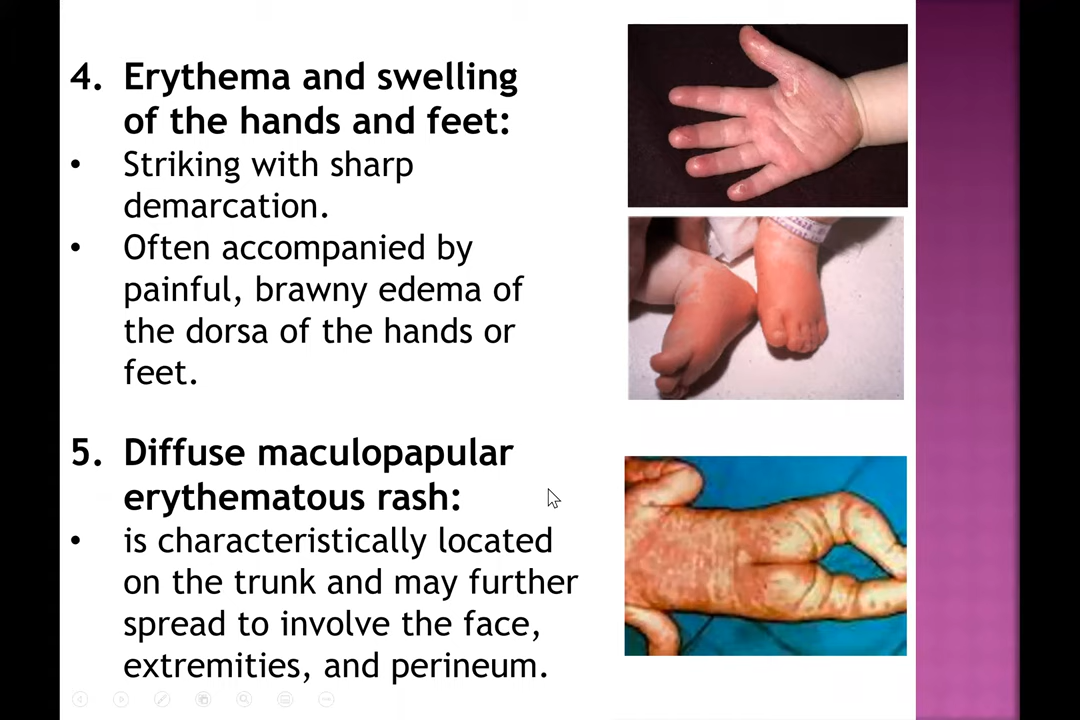 4. Erythema and swelling
of the hands and feet:
• Striking with sharp
demarcation.
• Often accompanied by
painful, brawny edema of
the dorsa of the hands or
feet.
5. Diffuse maculopapular
erythematous rash:
• is characteristically located
on the trunk and may further
spread to involve the face,
extremities, and perineum.